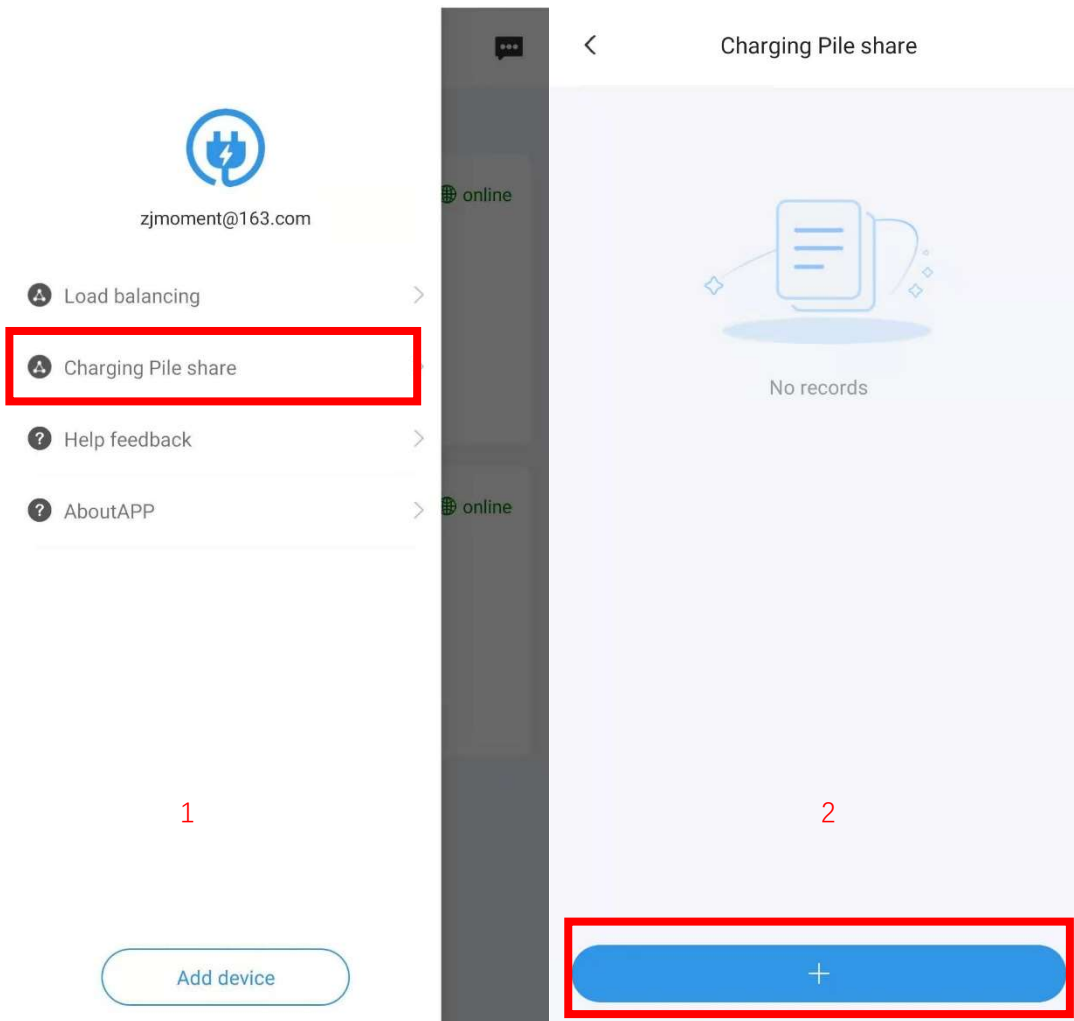 zjmoment@163.com
Load balancing
Charging Pile share
Help feedback
AboutAPP
online
online
1
Add device
Charging Pile share
No records
2
+